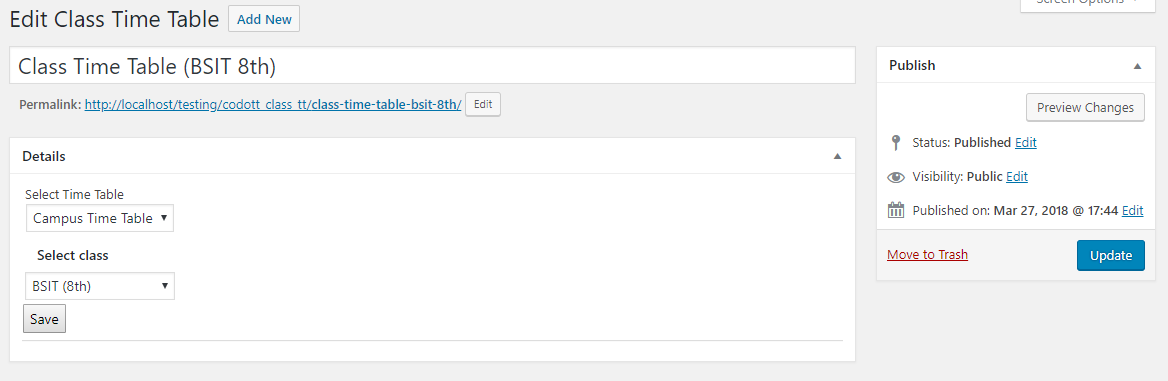 Edit Class Time Table Add New
Screen Options
Class Time Table (BSIT 8th)
Permalink: http://localhost/testing/codott_class_tt/class-time-table-bsit-8th/ Edit
Details
Select Time Table
Campus Time Table
Select class
BSIT (8th)
Save
Publish
Preview Changes
Status: Published Edit
Visibility: Public Edit
Published on: Mar 27, 2018 @ 17:44 Edit
Move to Trash Update